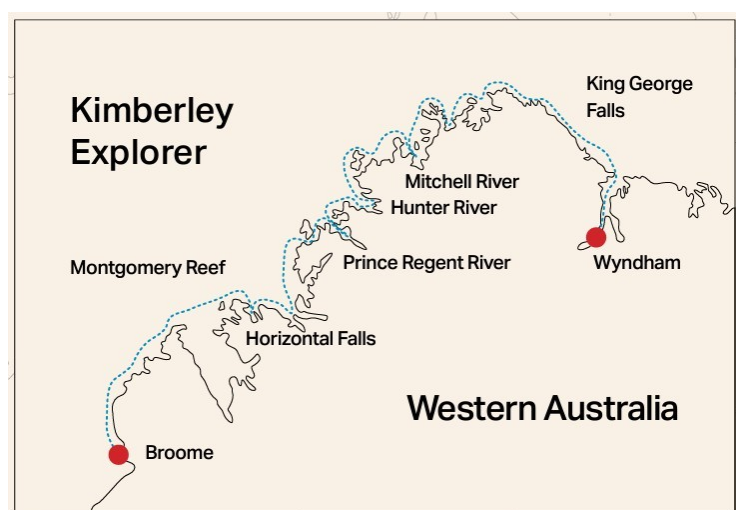 Kimberley
Explorer
King George
Falls
Mitchell River
Hunter River
Prince Regent River
Wyndham
Montgomery Reef
Horizontal Falls
Western Australia
Broome